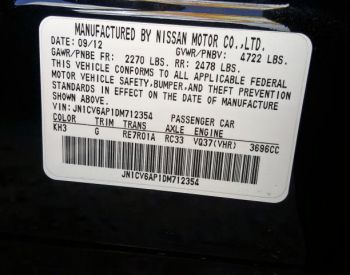 MANUFACTURED BY NISSAN MOTOR CO.,LTD.
DATE: 09/12 GVWR/PNBV: 4722 LBS.
GAWR/PNBE FR: 2270 LBS. RR: 2478 LBS.
THIS VEHICLE CONFORMS TO ALL APPLICABLE FEDERAL
MOTOR VEHICLE SAFETY,BUMPER,AND THEFT PREVENTION
STANDARDS IN EFFECT ON THE DATE OF MANUFACTURE
SHOWN ABOVE.
VIN: JN1CV6AP1DM712354 PASSENGER CAR
COLOR TRIM TRANS AXLE ENGINE
KH3 G RE7R01A RC33 VQ37(VHR) 3696CC
JN1CV6AP1DM712354